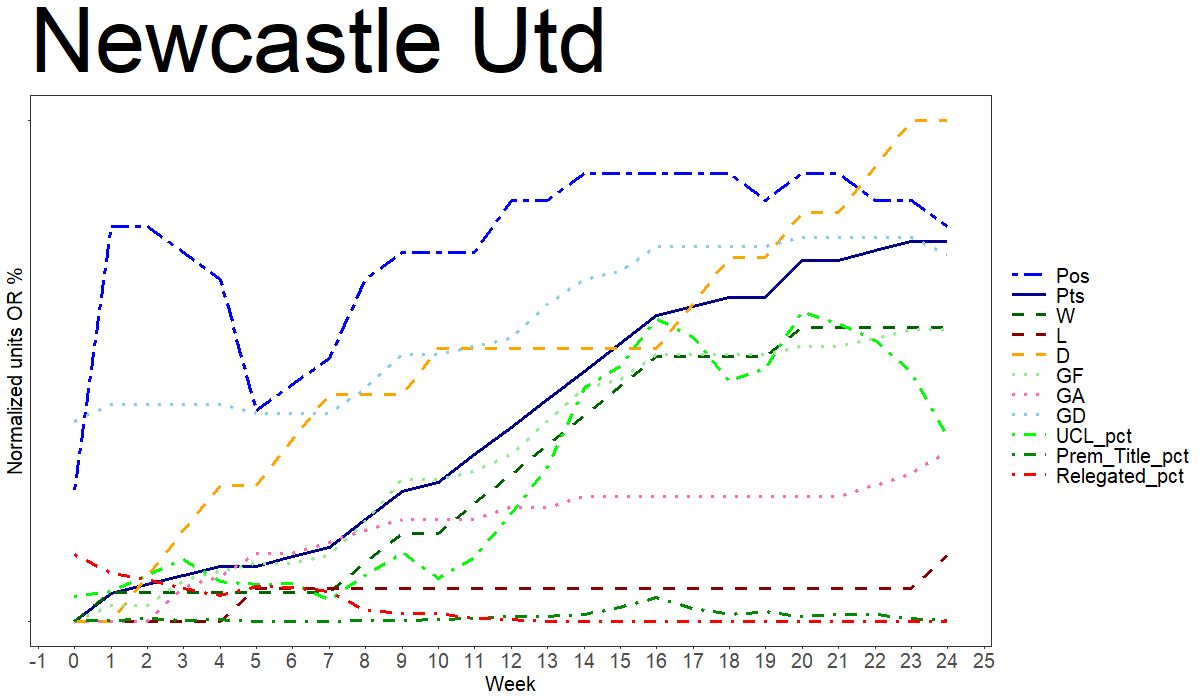 Newcastle Utd
Normalized units OR %
-1 0 1 2 3 4 5 6 7 8 9 10 11 12 13 14 15 16 17 18 19 20 21 22 23 24 25
Week
Pos
Pts
W
L
D
GF
GA
GD
UCL_pct
Prem_Title_pct
Relegated_pct